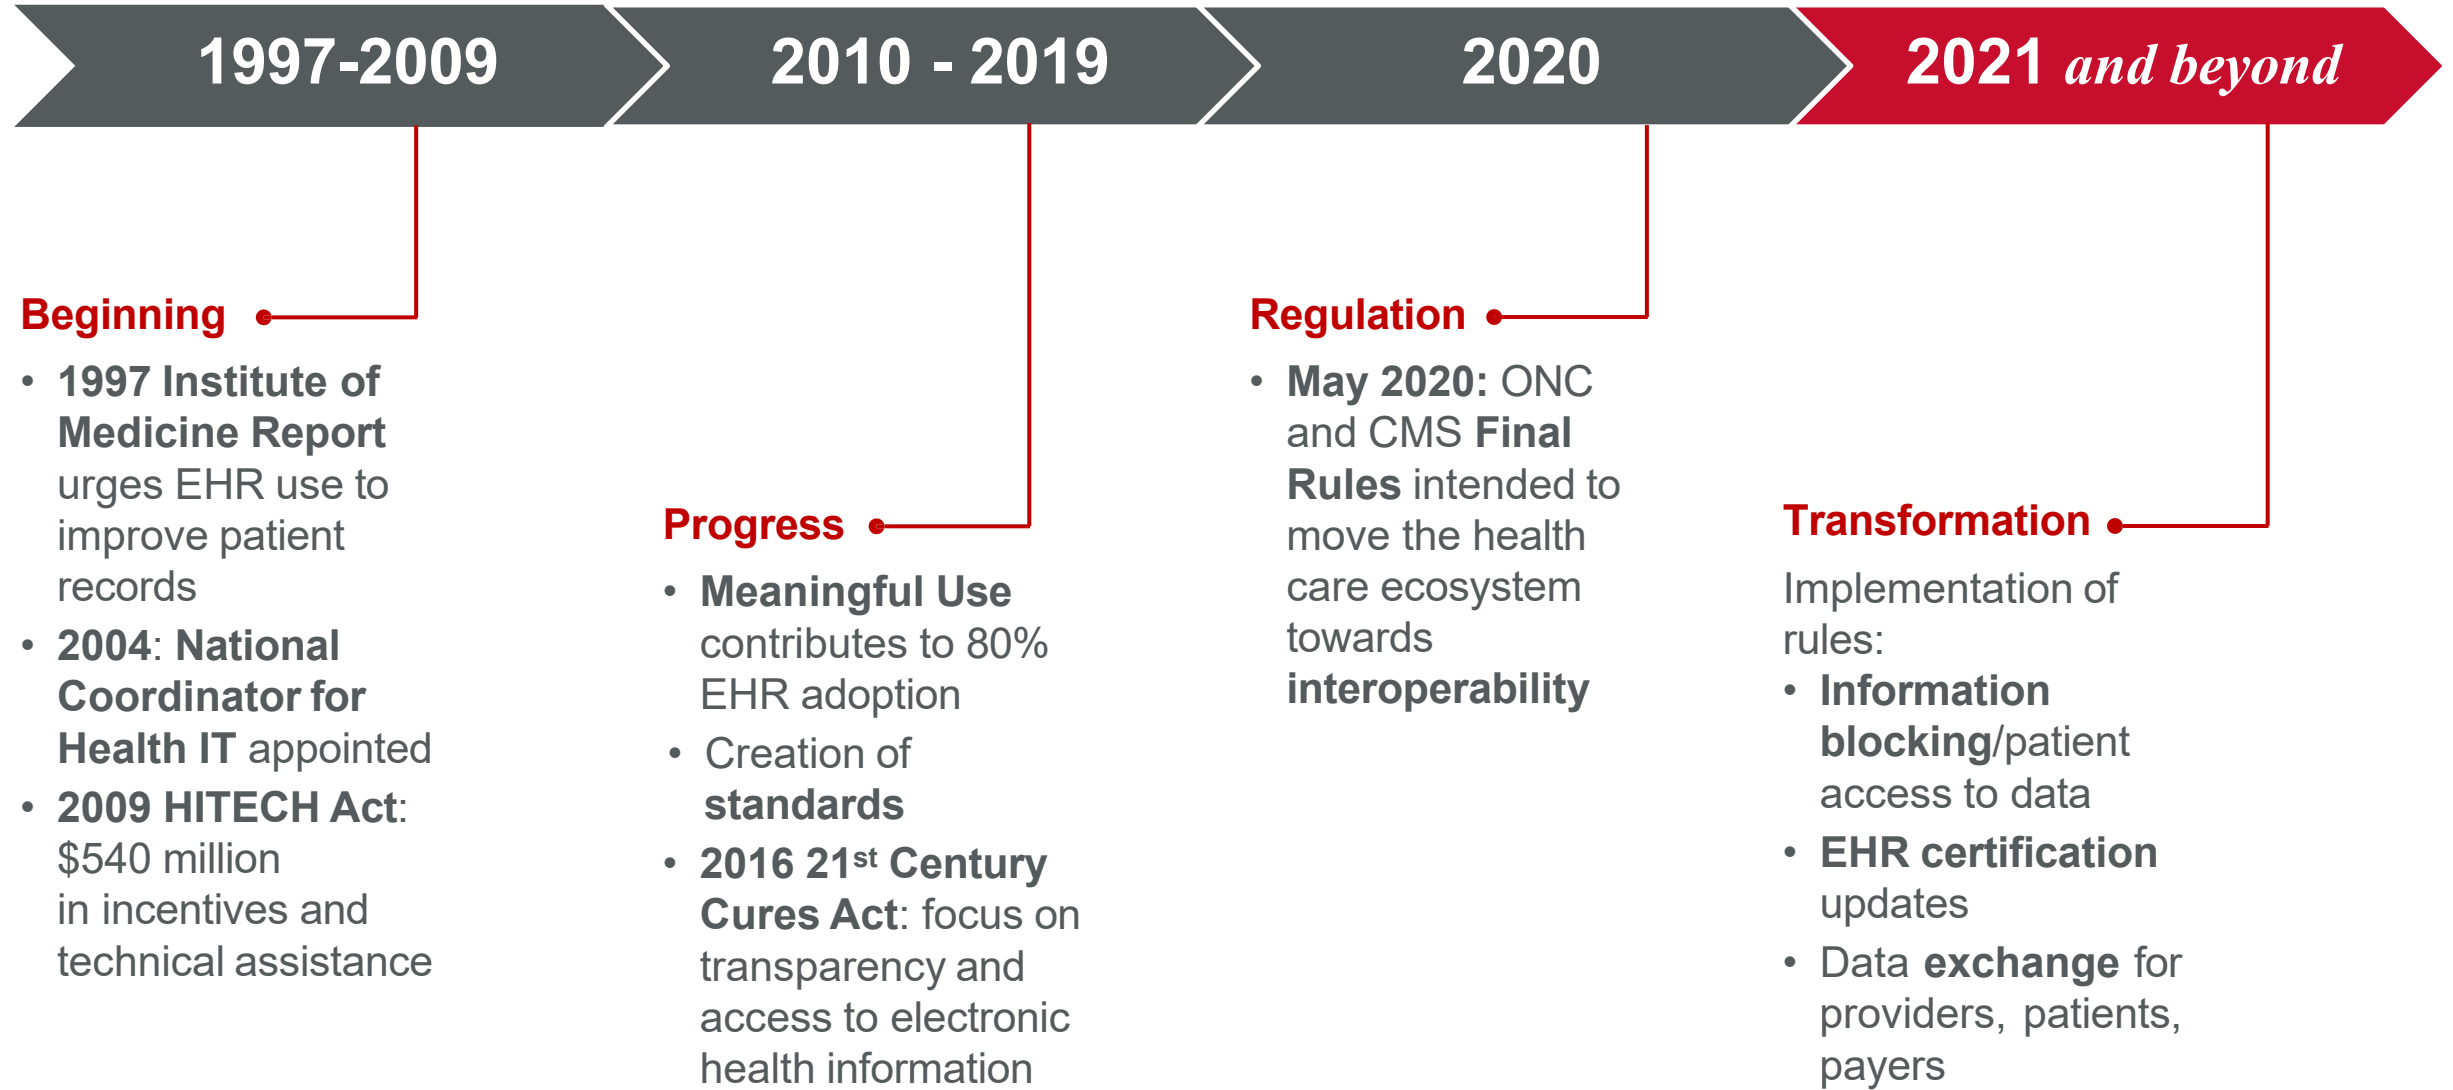 1997-2009
2010 - 2019
2020
2021 and beyond
Beginning
• 1997 Institute of
Medicine Report
urges EHR use to
improve patient
records
• 2004: National
Coordinator for
Health IT appointed
• 2009 HITECH Act:
$540 million
in incentives and
technical assistance
Progress
• Meaningful Use
contributes to 80%
EHR adoption
• Creation of
standards
• 2016 21st Century
Cures Act: focus on
transparency and
access to electronic
health information
Regulation
• May 2020: ONC
and CMS Final
Rules intended to
move the health
care ecosystem
towards
interoperability
Transformation
Implementation of
rules:
• Information
blocking/patient
access to data
• EHR certification
updates
• Data exchange for
providers, patients,
payers